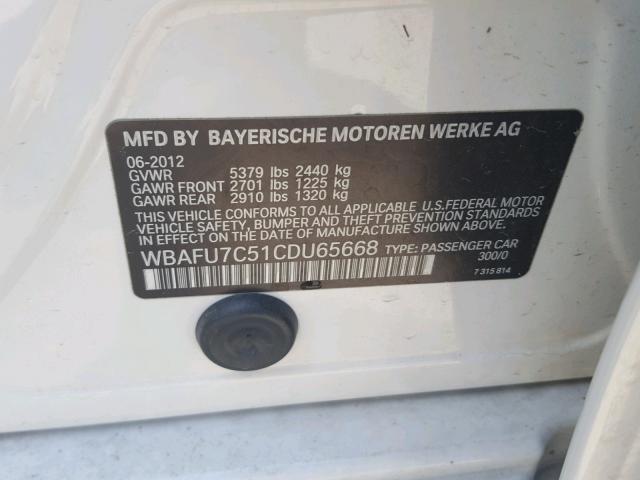 MFD BY BAYERISCHE MOTOREN WERKE AG
06-2012
GVWR 5379 lbs 2440 kg
GAWR FRONT 2701 lbs 1225 kg
GAWR REAR 2910 lbs 1320 kg
THIS VEHICLE CONFORMS TO ALL APPLICABLE U.S.FEDERAL MOTOR
VEHICLE SAFETY, BUMPER AND THEFT PREVENTION
STANDARDS IN EFFECT ON THE DATE OF
MANUFACTURE SHOWN ABOVE.
WBAFU7C51CDU65668 TYPE: PASSENGER CAR
300/0
7 315 814